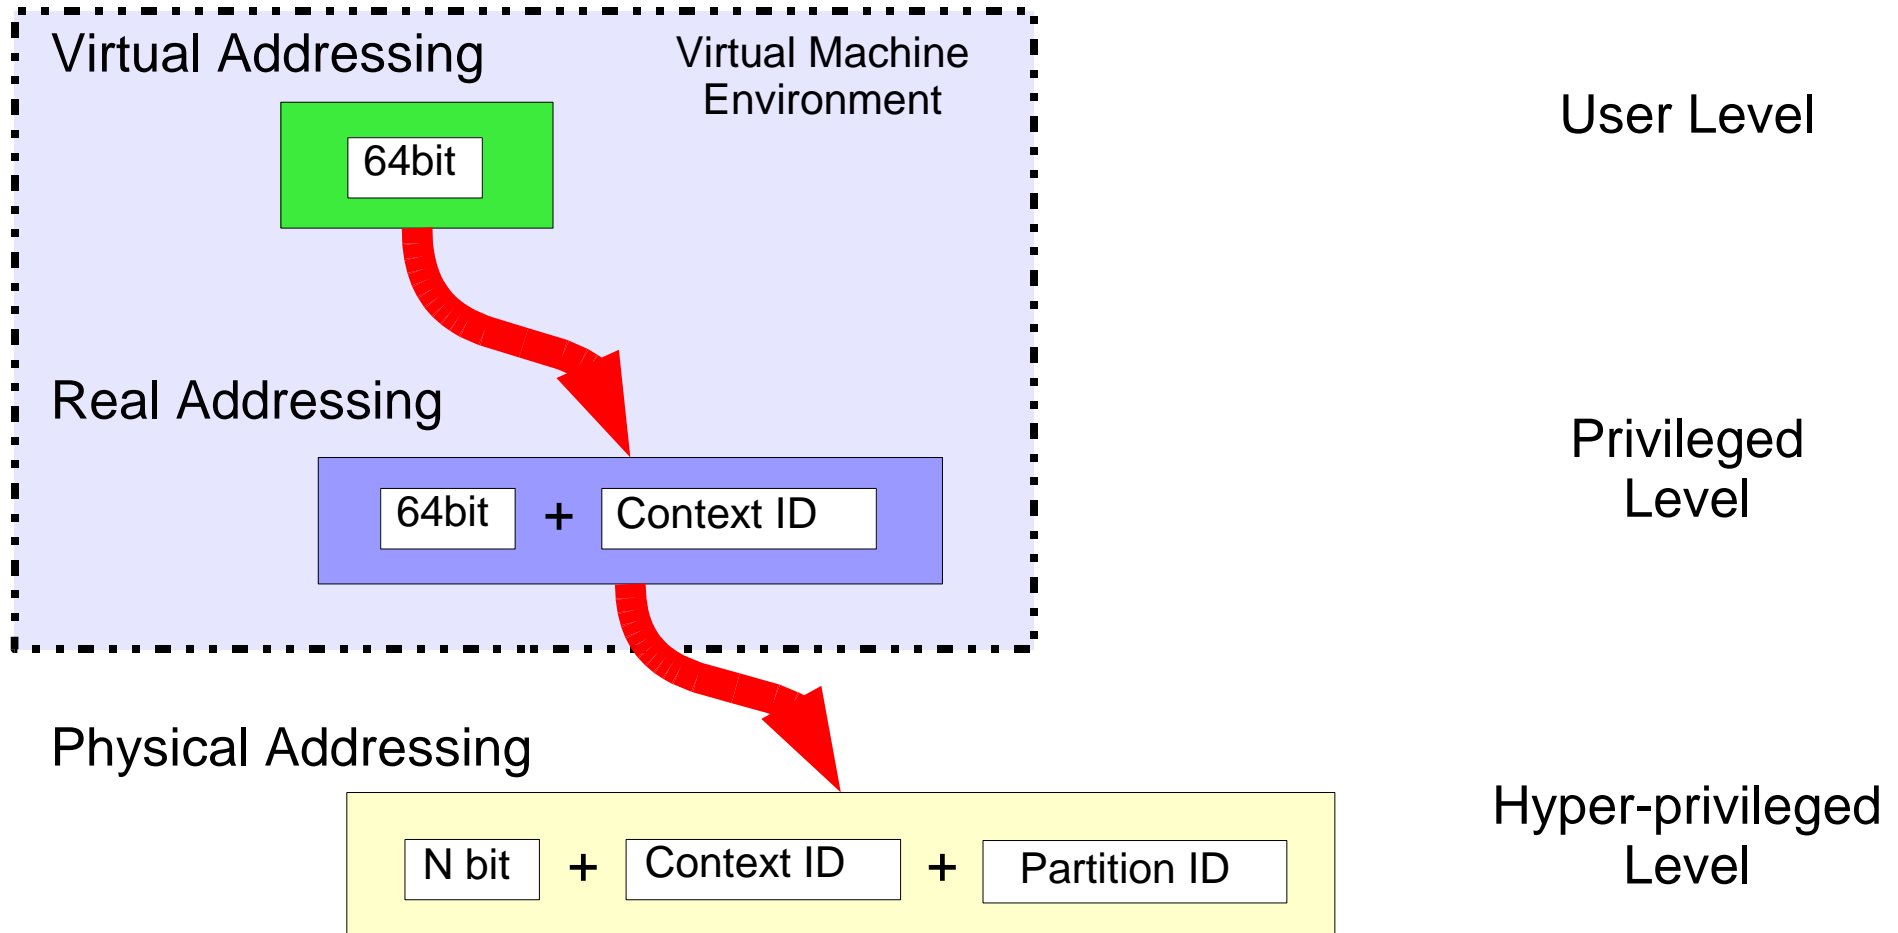 Virtual Addressing
Virtual Machine
Environment
User Level
64bit
Real Addressing
Privileged
Level
64bit + Context ID
Physical Addressing
Hyper-privileged
Level
N bit + Context ID + Partition ID